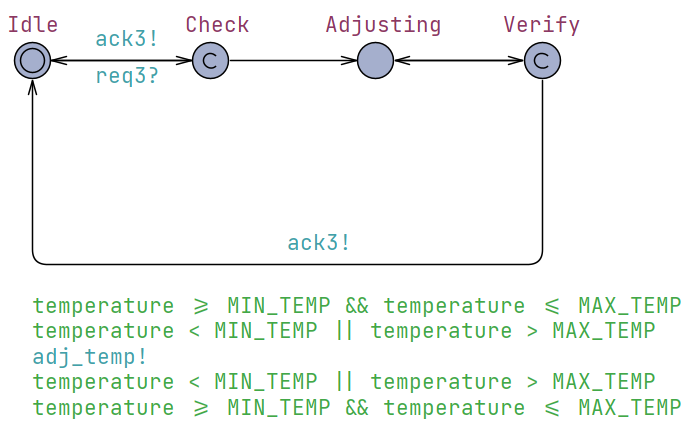 Idle Check Adjusting Verify
ack3!
req3?
ack3!
temperature ⩾ MIN_TEMP && temperature ⩽ MAX_TEMP
temperature < MIN_TEMP || temperature > MAX_TEMP
adj_temp!
temperature < MIN_TEMP || temperature > MAX_TEMP
temperature ⩾ MIN_TEMP && temperature ⩽ MAX_TEMP